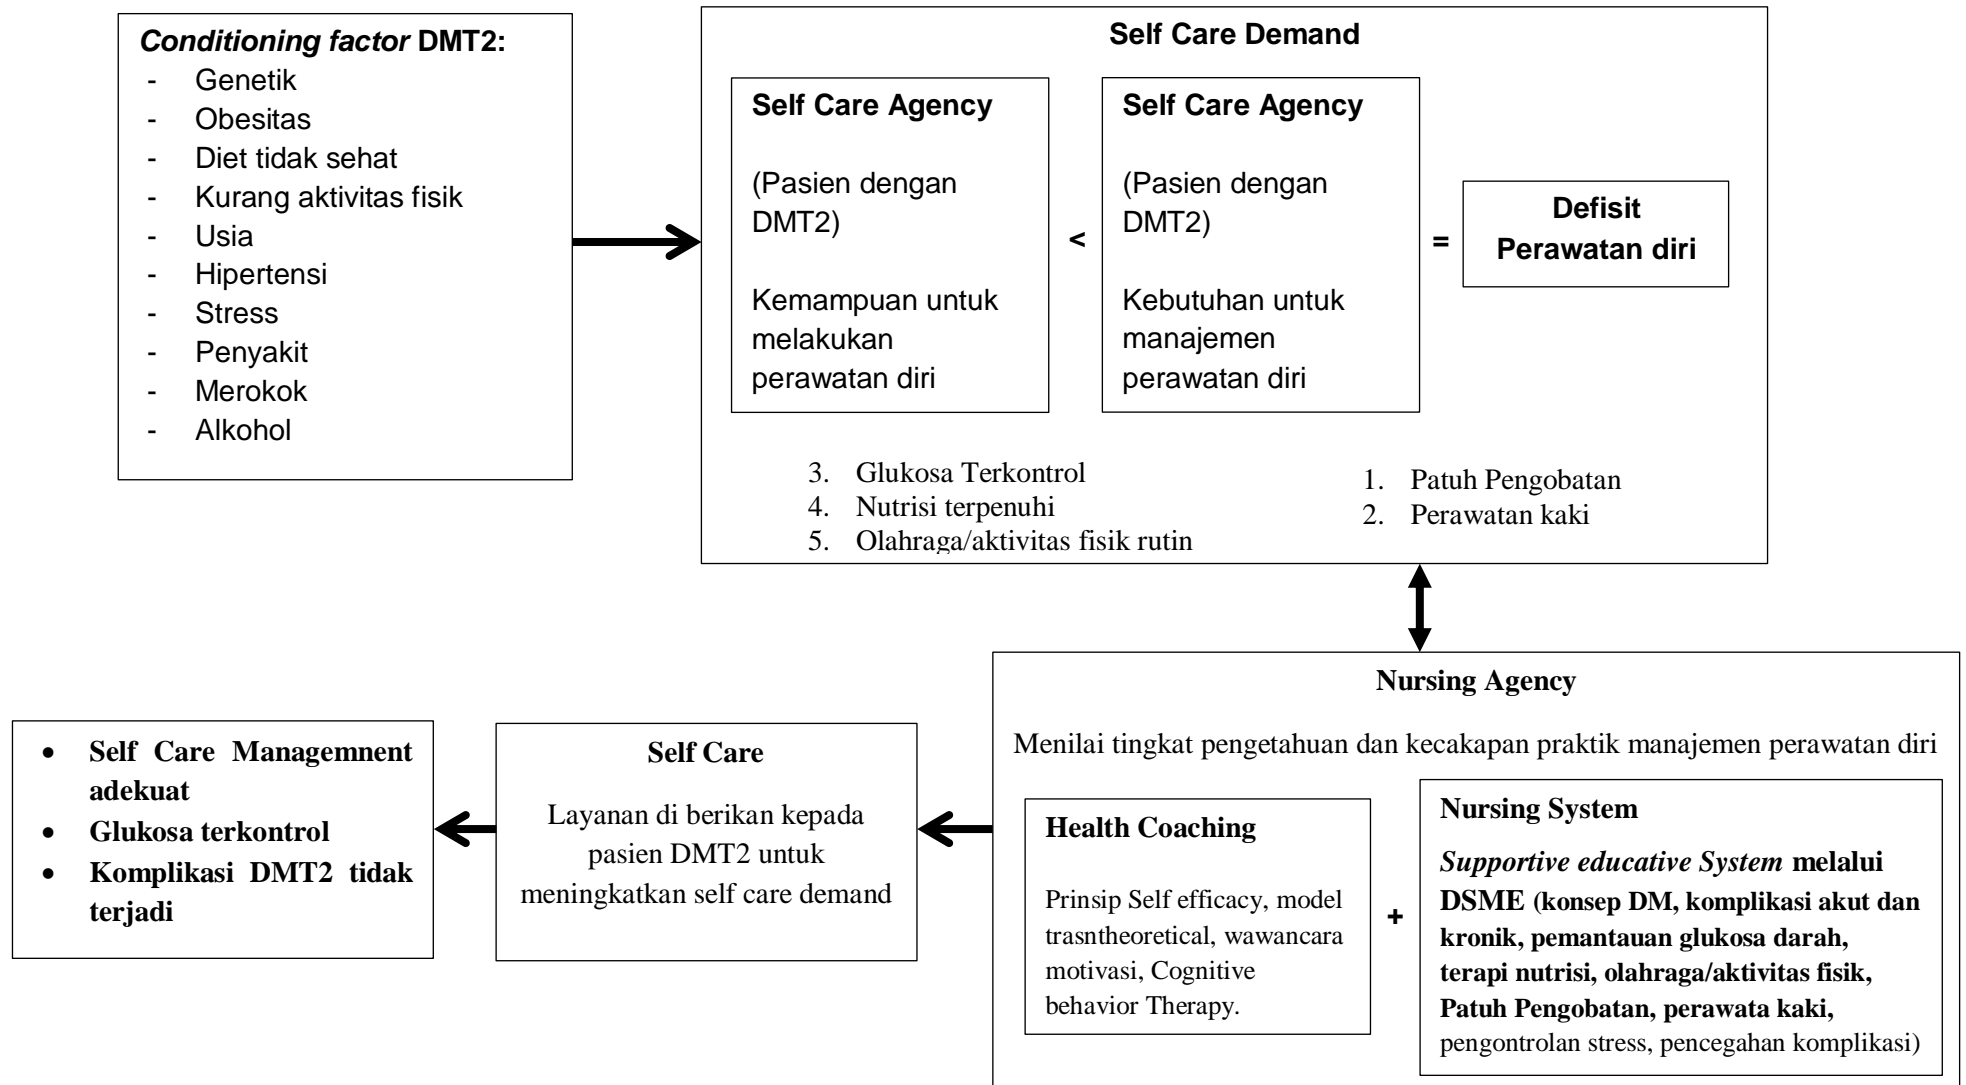 Conditioning factor DMT2:
- Genetik
- Obesitas
- Diet tidak sehat
- Kurang aktivitas fisik
- Usia
- Hipertensi
- Stress
- Penyakit
- Merokok
- Alkohol
Self Care Demand
Self Care Agency
(Pasien dengan
DMT2)
Kemampuan untuk
melakukan
perawatan diri
<
Self Care Agency
(Pasien dengan
DMT2)
Kebutuhan untuk
manajemen
perawatan diri
=
Defisit
Perawatan diri
3. Glukosa Terkontrol
4. Nutrisi terpenuhi
5. Olahraga/aktivitas fisik rutin
1. Patuh Pengobatan
2. Perawatan kaki
Nursing Agency
Menilai tingkat pengetahuan dan kecakapan praktik manajemen perawatan diri
Health Coaching
Prinsip Self efficacy, model
trasntheoretical, wawancara
motivasi, Cognitive
behavior Therapy.
+
Nursing System
Supportive educative System melalui
DSME (konsep DM, komplikasi akut dan
kronik, pemantauan glukosa darah,
terapi nutrisi, olahraga/aktivitas fisik,
Patuh Pengobatan, perawata kaki,
pengontrolan stress, pencegahan komplikasi)
Self Care
Layanan di berikan kepada
pasien DMT2 untuk
meningkatkan self care demand
• Self Care Managemnent
adekuat
• Glukosa terkontrol
• Komplikasi DMT2 tidak
terjadi